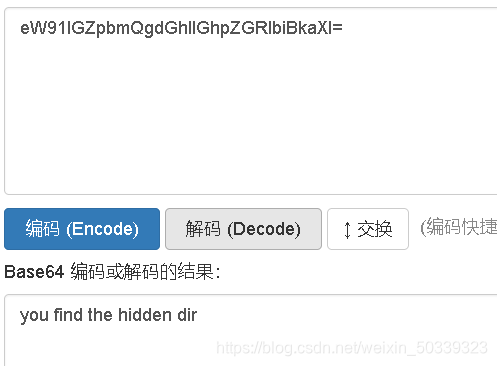 eW91IGZpbmQgdGhlIGhpZGRlbiBkaXI=
编码 (Encode)
解码 (Decode)
↕ 交换
(编码快捷
Base64 编码或解码的结果：
you find the hidden dir
https://blog.csdn.net/weixin_50339323